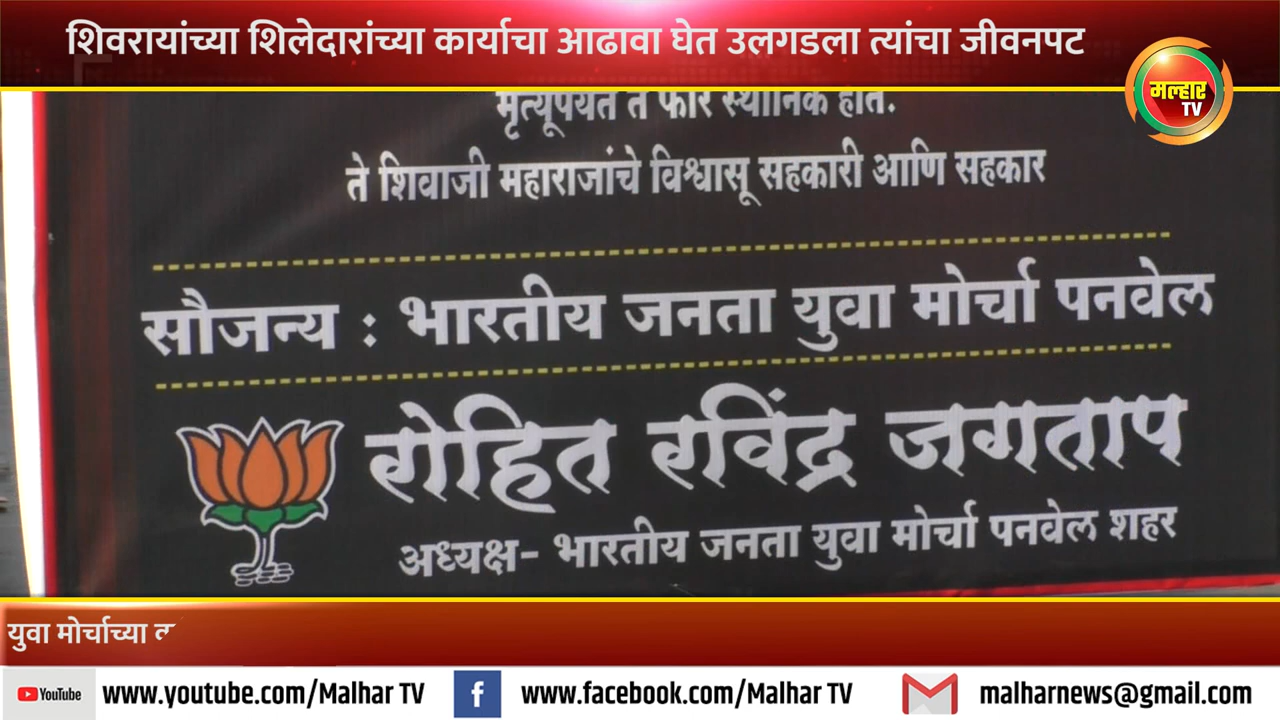 शिवरायांच्या शिलेदारांच्या कार्याचा आढावा घेत उलगडला त्यांचा जीवनपट
मल्हार
TV
मृत्यूपर्यंत ते फार स्थानिक होते.
ते शिवाजी महाराजांचे विश्वासू सहकारी आणि सहकार
सौजन्य : भारतीय जनता युवा मोर्चा पनवेल
रोहित रविंद्र जगताप
अध्यक्ष- भारतीय जनता युवा मोर्चा पनवेल शहर
युवा मोर्चाच्या
YouTube www.youtube.com/Malhar TV www.facebook.com/Malhar TV malharnews@gmail.com